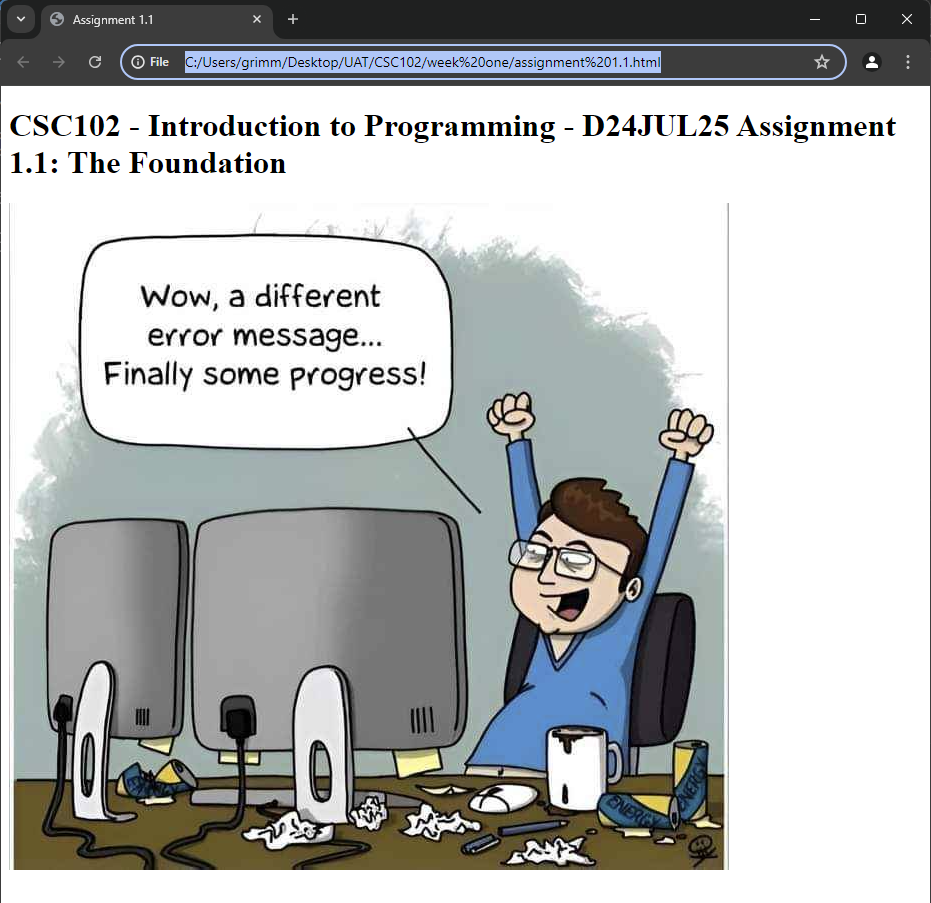 Assignment 1.1
File C:/Users/grimm/Desktop/UAT/CSC102/week%20one/assignment%201.1.html
CSC102 - Introduction to Programming - D24JUL25 Assignment
1.1: The Foundation
Wow, a different
error message...
Finally some progress!
ENERGY
ENERGY